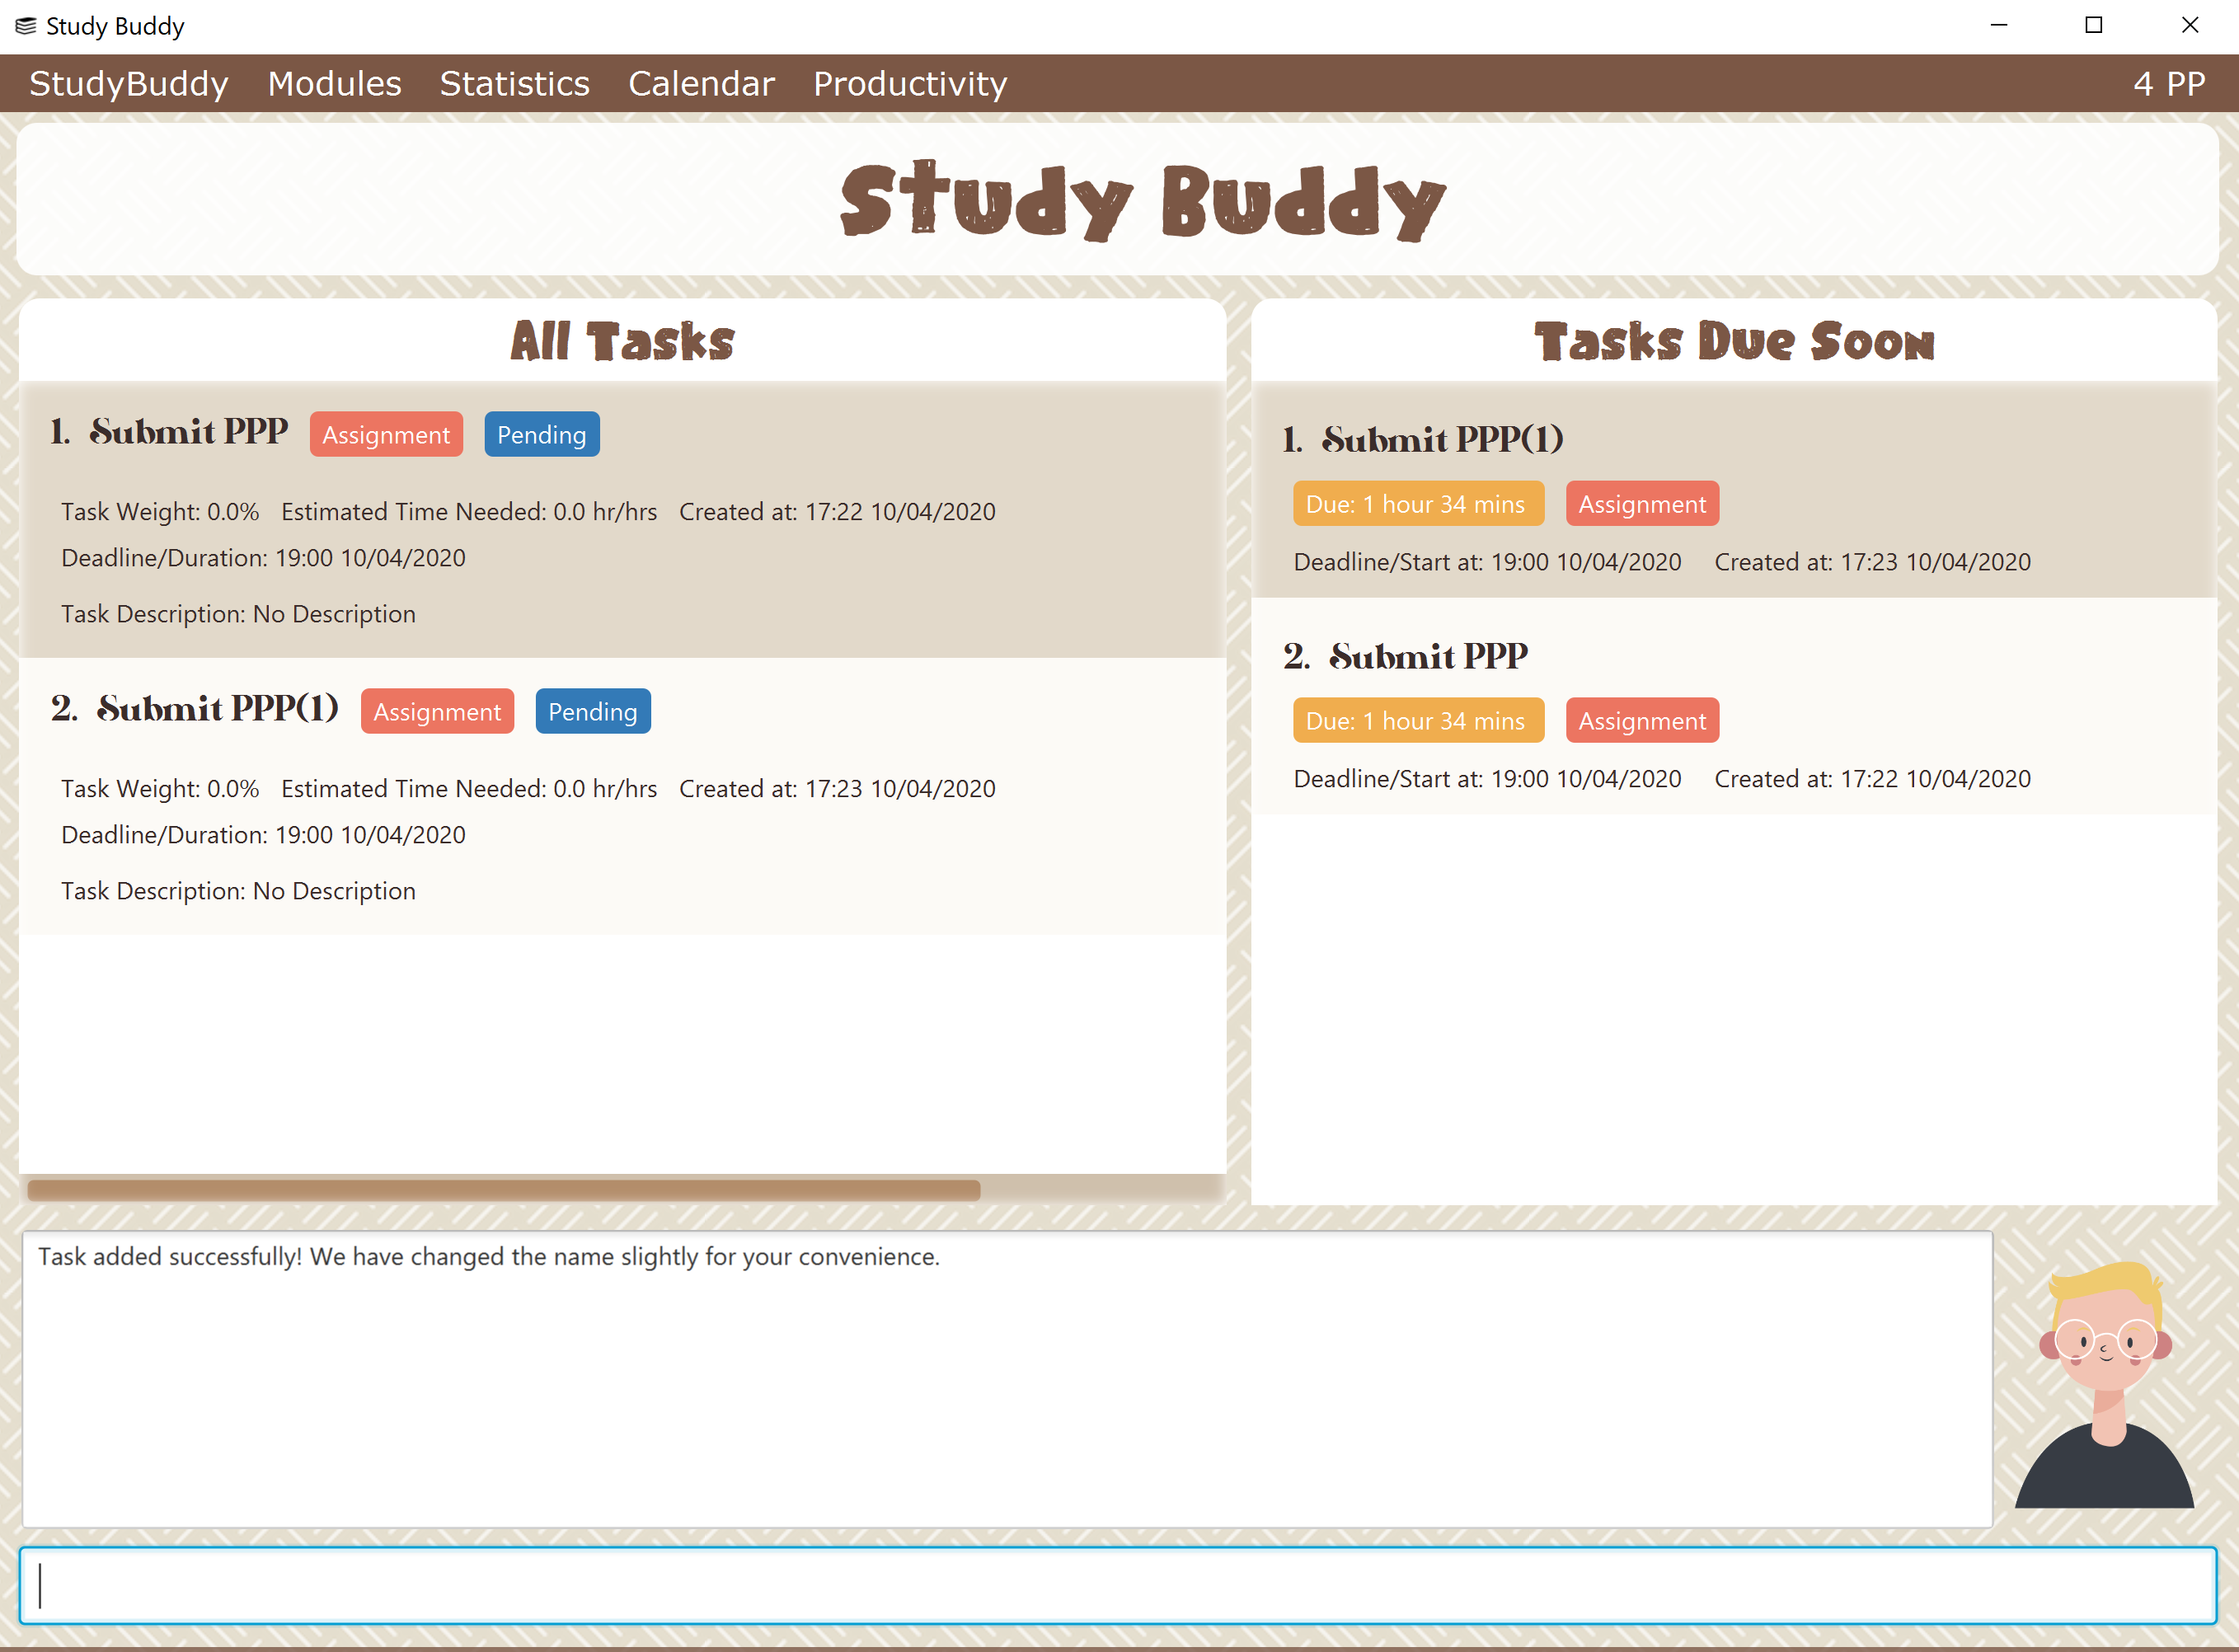 Study Buddy
StudyBuddy Modules Statistics Calendar Productivity 4 PP
Study Buddy
All Tasks
1. Submit PPP Assignment Pending
Task Weight: 0.0% Estimated Time Needed: 0.0 hr/hrs Created at: 17:22 10/04/2020
Deadline/Duration: 19:00 10/04/2020
Task Description: No Description
2. Submit PPP(1) Assignment Pending
Task Weight: 0.0% Estimated Time Needed: 0.0 hr/hrs Created at: 17:23 10/04/2020
Deadline/Duration: 19:00 10/04/2020
Task Description: No Description
Tasks Due Soon
1. Submit PPP(1)
Due: 1 hour 34 mins Assignment
Deadline/Start at: 19:00 10/04/2020 Created at: 17:23 10/04/2020
2. Submit PPP
Due: 1 hour 34 mins Assignment
Deadline/Start at: 19:00 10/04/2020 Created at: 17:22 10/04/2020
Task added successfully! We have changed the name slightly for your convenience.